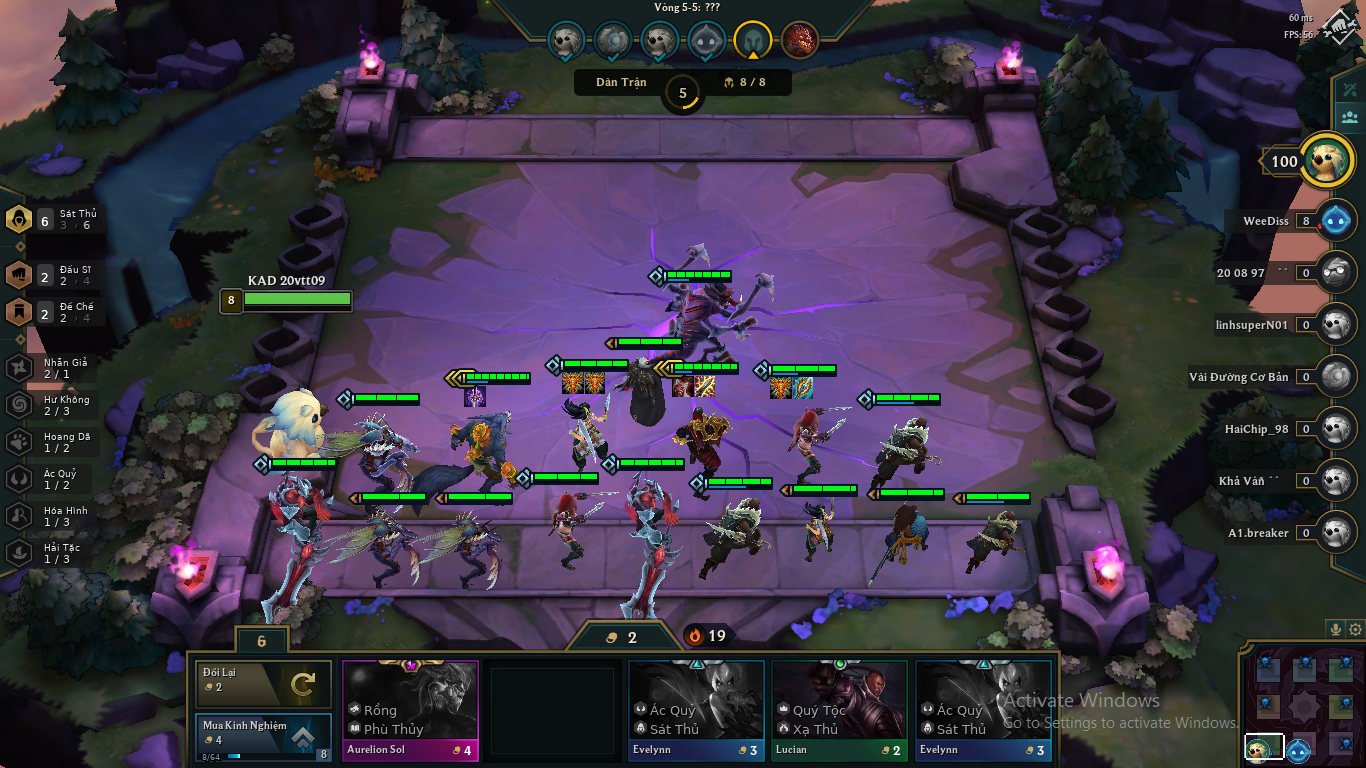 Vòng 5-5: ???
60 ms
FPS: 56
Dàn Trận
8 / 8
5
100
6
Sát Thủ
3 › 6
WeeDiss
8
2
Đấu Sĩ
2 › 4
20 08 97 ˆˆ
0
KAD 20vtt09
8
2
Đế Chế
2 › 4
linhsuperN01
0
Nhẫn Giả
2 / 1
Vải Đường Cơ Bản
0
Hư Không
2 / 3
HaiChip_98
0
Hoang Dã
1 / 2
Ác Quỷ
1 / 2
Khả Vân ˆˆ
0
Hóa Hình
1 / 3
A1.breaker
0
Hải Tặc
1 / 3
6
2
19
Đổi Lại
2
Mua Kinh Nghiệm
4
8/64
8
Rồng
Phù Thủy
Aurelion Sol
4
Ác Quỷ
Sát Thủ
Evelynn
3
Quý Tộc
Xạ Thủ
Lucian
2
Ác Quỷ
Sát Thủ
Evelynn
3
Activate Windows
Go to Settings to activate Windows.